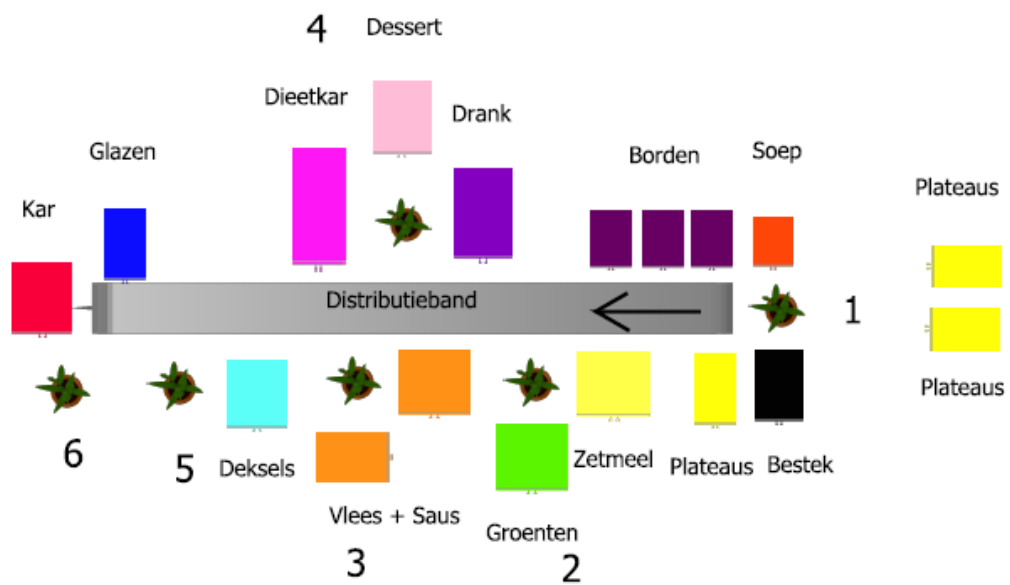 4 Dessert
Dieetkar
Drank
Glazen
Borden
Soep
Plateaus
Kar
Distributieband
1
Plateaus
6
5
Deksels
Zetmeel
Plateaus
Bestek
Vlees + Saus
Groenten
3
2